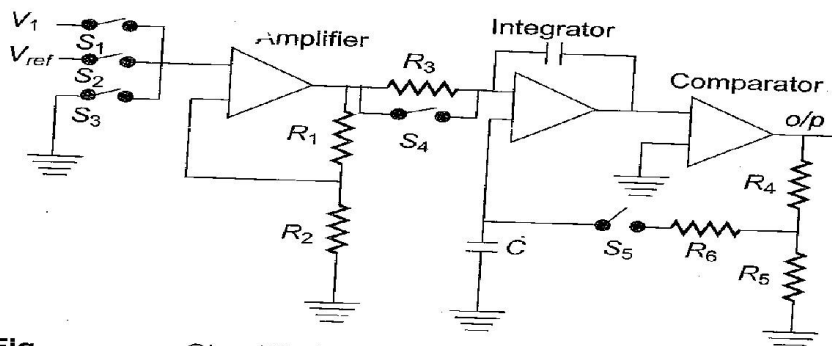 V1
S1
Vref
S2
S3
Amplifier
R1
R2
R3
S4
Integrator
C
Comparator
o/p
R4
S5
R6
R5
Fig